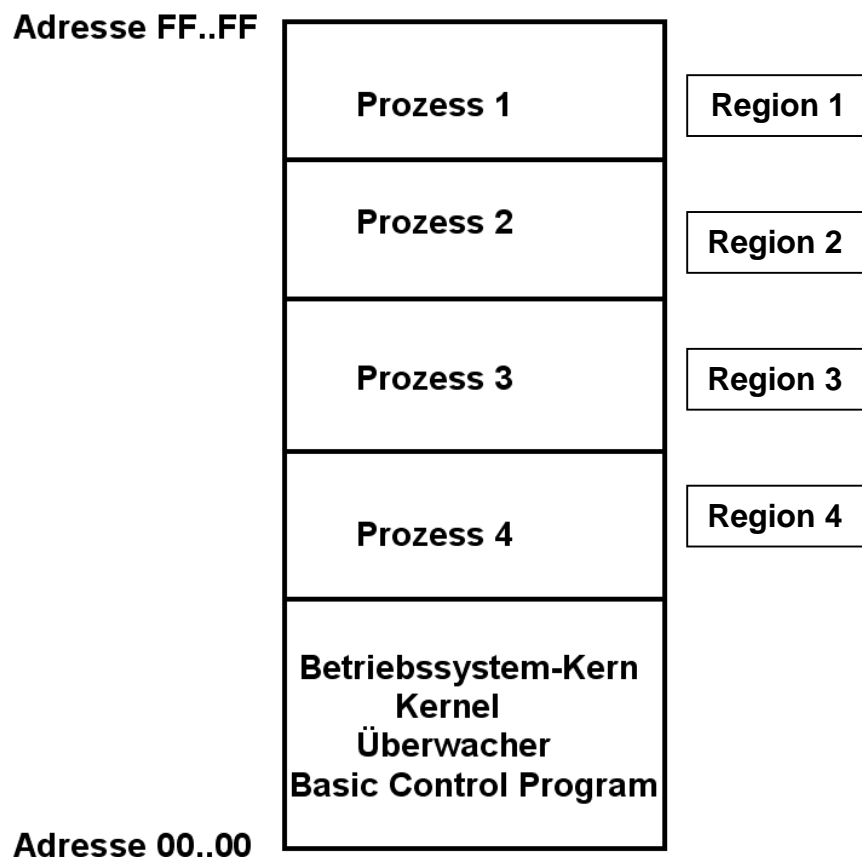 Adresse FF..FF
Prozess 1
Region 1
Prozess 2
Region 2
Prozess 3
Region 3
Prozess 4
Region 4
Betriebssystem-Kern
Kernel
Überwacher
Basic Control Program
Adresse 00..00